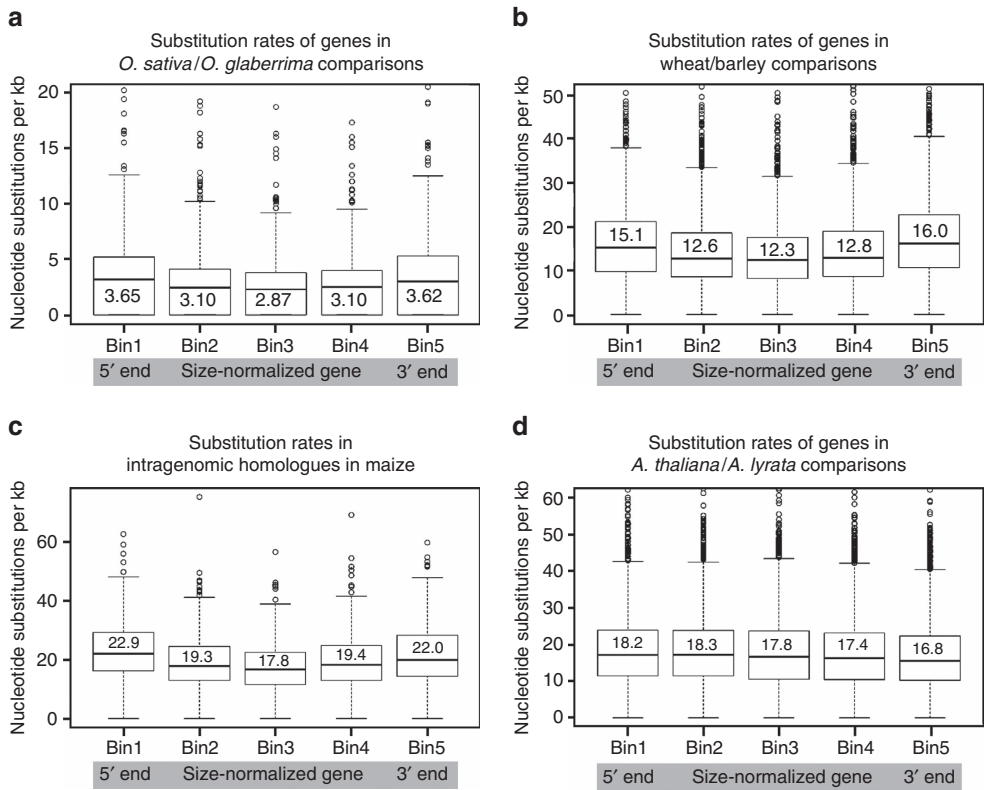 a
Substitution rates of genes in
O. sativa/O. glaberrima comparisons
Nucleotide substitutions per kb
20
15
10
5
0
3.65
3.10
2.87
3.10
3.62
Bin1 Bin2 Bin3 Bin4 Bin5
5′ end Size-normalized gene 3′ end
b
Substitution rates of genes in
wheat/barley comparisons
Nucleotide substitutions per kb
50
40
30
20
10
0
15.1
12.6
12.3
12.8
16.0
Bin1 Bin2 Bin3 Bin4 Bin5
5′ end Size-normalized gene 3′ end
c
Substitution rates in
intragenomic homologues in maize
Nucleotide substitutions per kb
60
40
20
0
22.9
19.3
17.8
19.4
22.0
Bin1 Bin2 Bin3 Bin4 Bin5
5′ end Size-normalized gene 3′ end
d
Substitution rates of genes in
A. thaliana/A. lyrata comparisons
Nucleotide substitutions per kb
60
50
40
30
20
10
0
18.2
18.3
17.8
17.4
16.8
Bin1 Bin2 Bin3 Bin4 Bin5
5′ end Size-normalized gene 3′ end